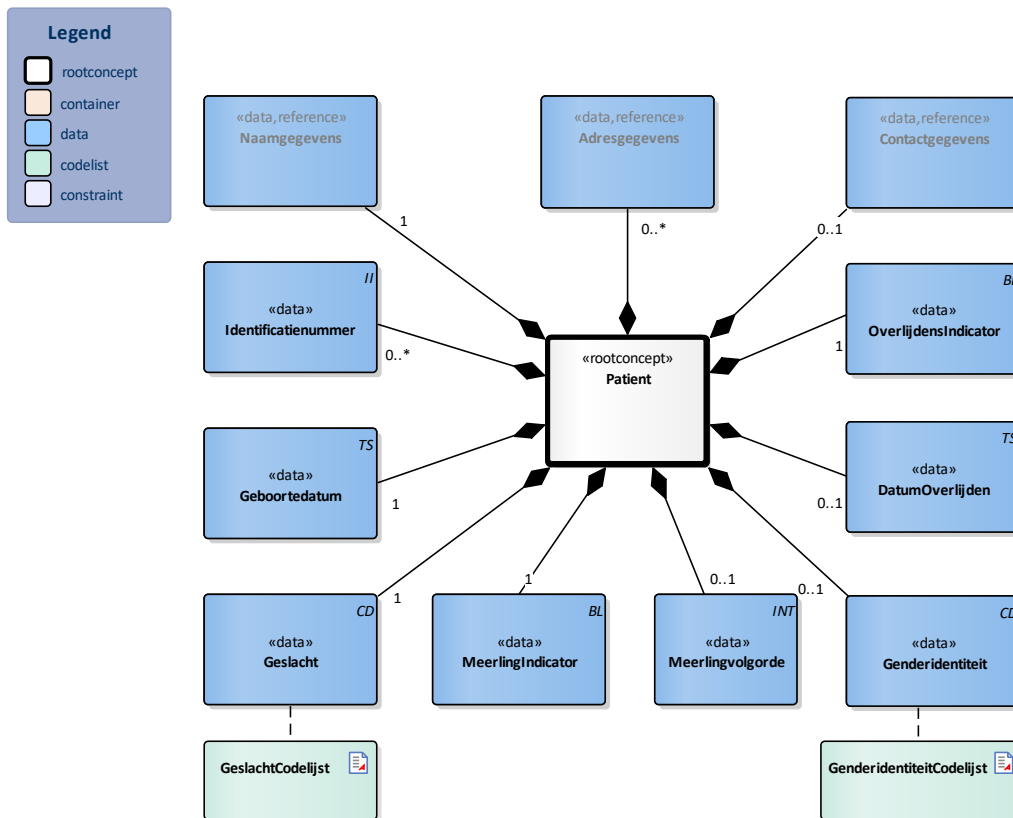 Legend
rootconcept
container
data
codelist
constraint
«data,reference»
Naamgegevens
«data,reference»
Adresgegevens
«data,reference»
Contactgegevens
1
0..*
0..1
II
«data»
Identificatienummer
0..*
«rootconcept»
Patient
«data»
OverlijdensIndicator
1
TS
«data»
Geboortedatum
1
TS
«data»
DatumOverlijden
0..1
1
1
0..1
0..1
CD
«data»
Geslacht
BL
«data»
MeerlingIndicator
INT
«data»
Meerlingvolgorde
CD
«data»
Genderidentiteit
GeslachtCodelijst
GenderidentiteitCodelijst